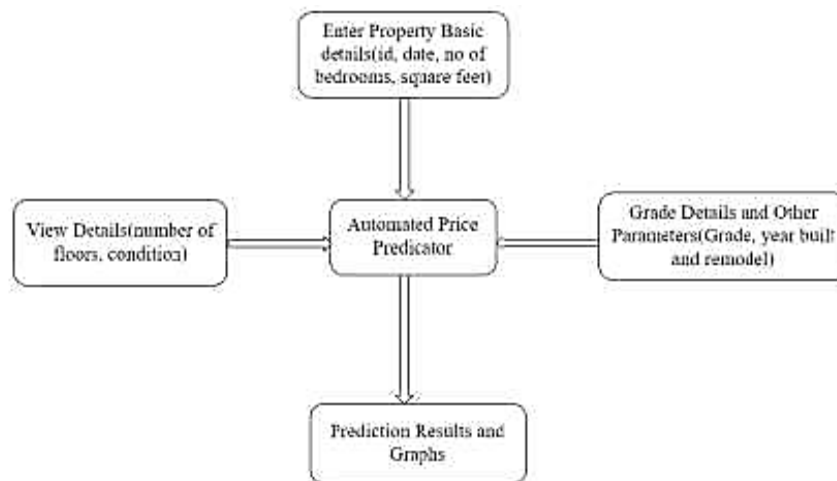 Enter Property Basic
details(id, date, no of
bedrooms, square feet)
View Details(number of
floors, condition)
Automated Price
Predicator
Grade Details and Other
Parameters(Grade, year built
and remodel)
Prediction Results and
Graphs